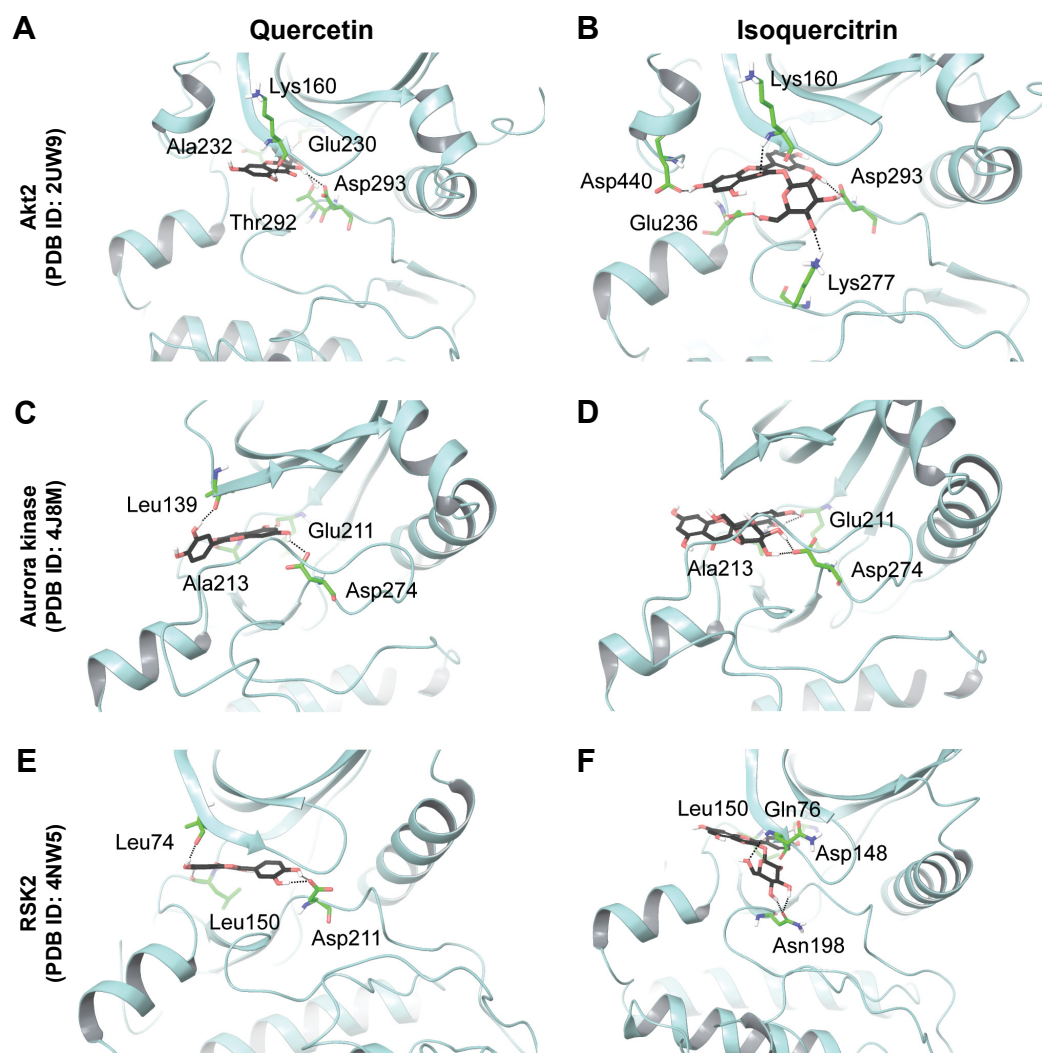 A
Quercetin
B
Isoquercitrin
Akt2
(PDB ID: 2UW9)
Lys160
Ala232
Glu230
Asp293
Thr292
Lys160
Asp440
Asp293
Glu236
Lys277
C
D
Aurora kinase
(PDB ID: 4J8M)
Leu139
Glu211
Ala213
Asp274
Glu211
Ala213
Asp274
E
F
RSK2
(PDB ID: 4NW5)
Leu74
Leu150
Asp211
Leu150
Gln76
Asp148
Asn198